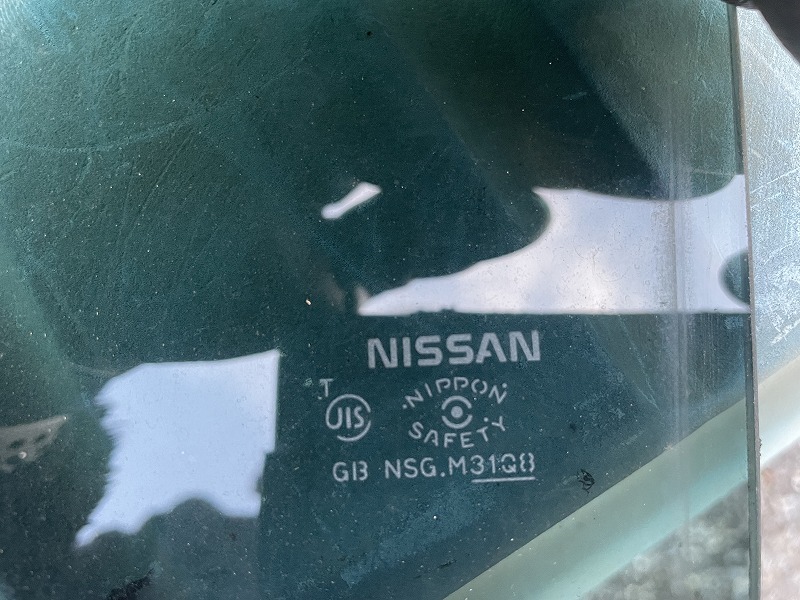 NISSAN
T
JIS
NIPPON
SAFETY
GB NSG.M31Q8